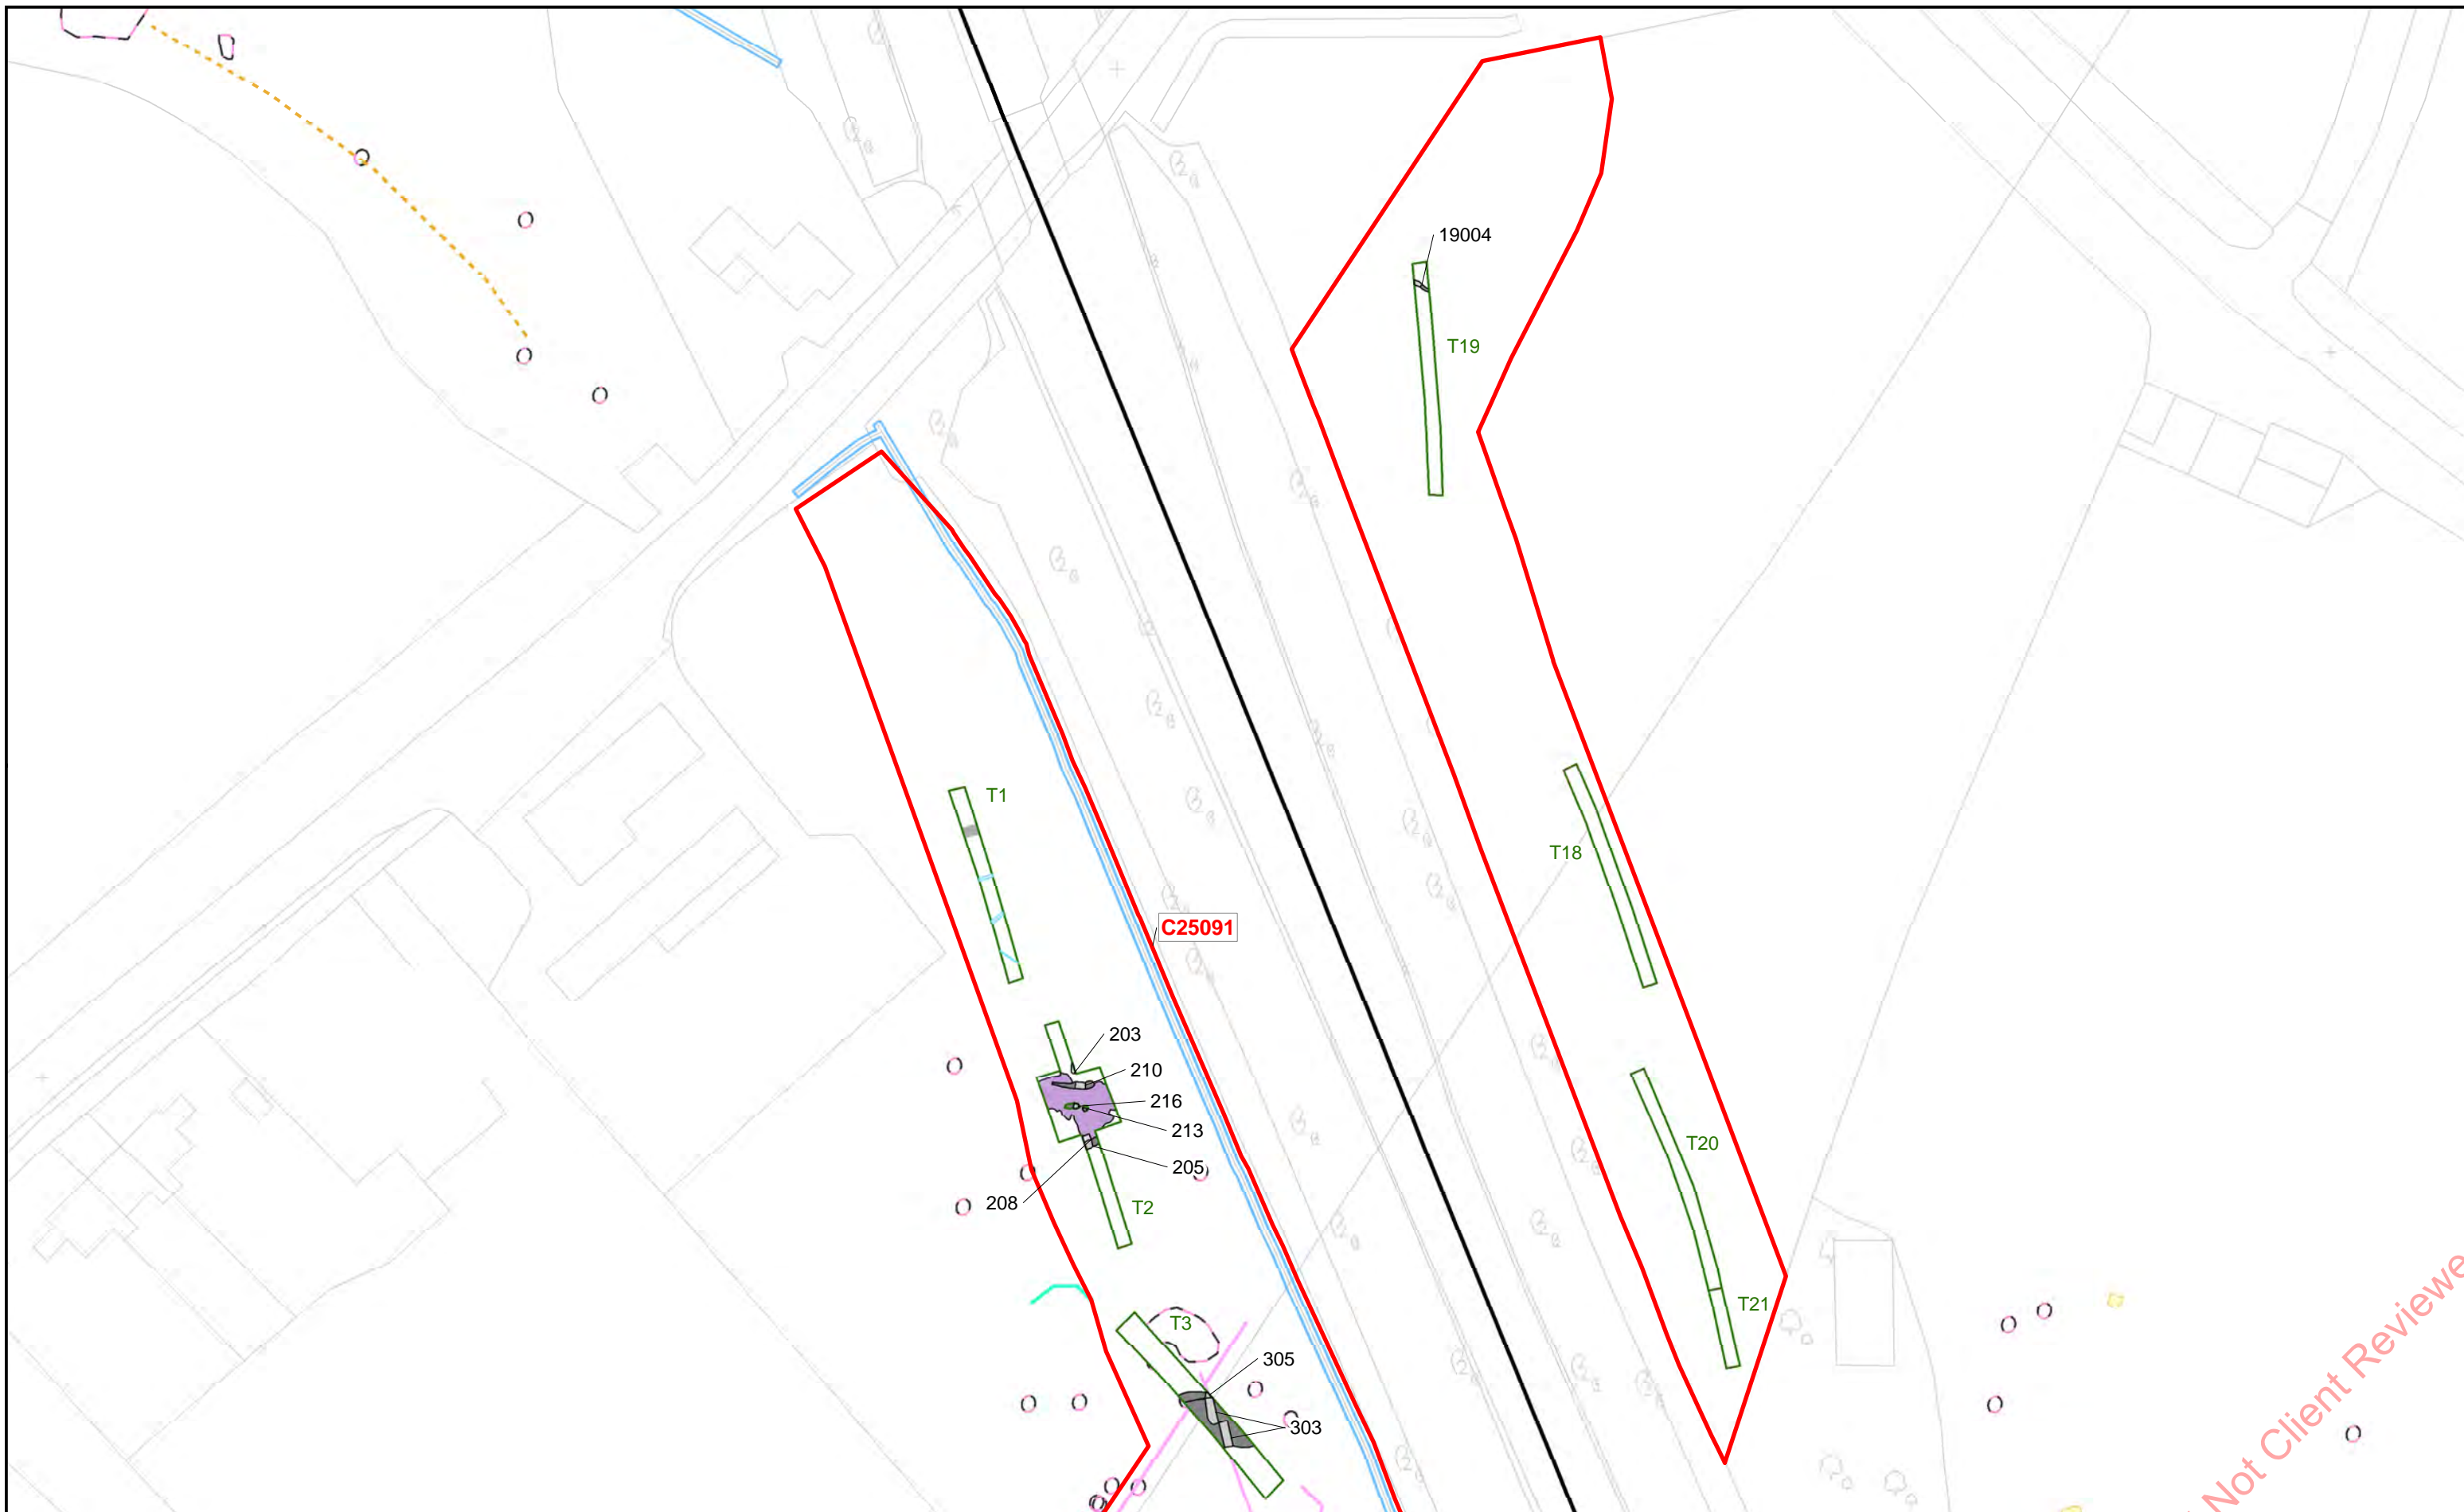 19004
T19
T1
T18
C25091
203
210
216
213
T20
205
208
T2
T21
T3
305
303
Not Client Reviewe